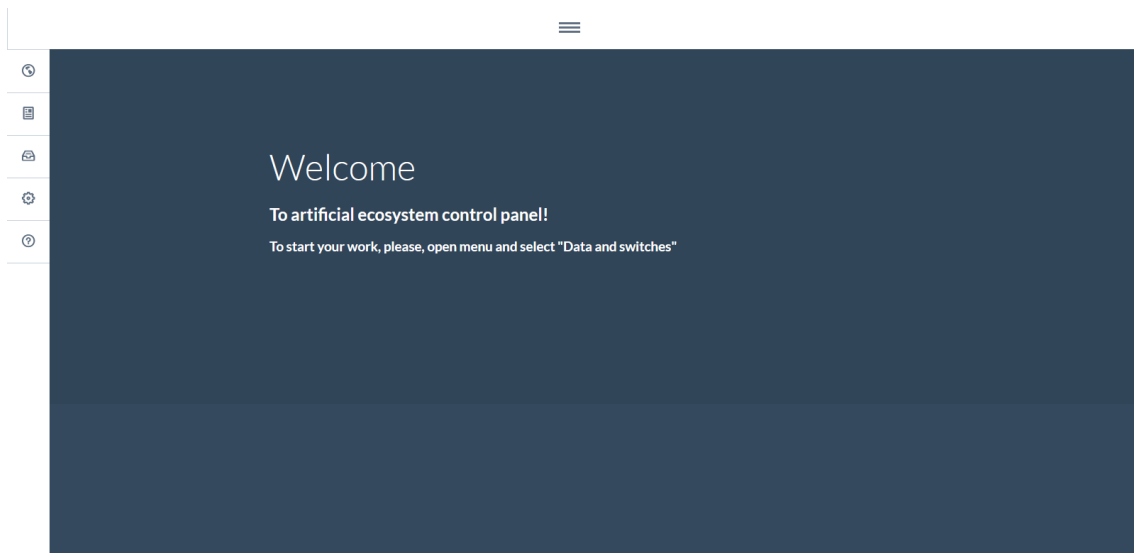 Welcome
To artificial ecosystem control panel!
To start your work, please, open menu and select "Data and switches"